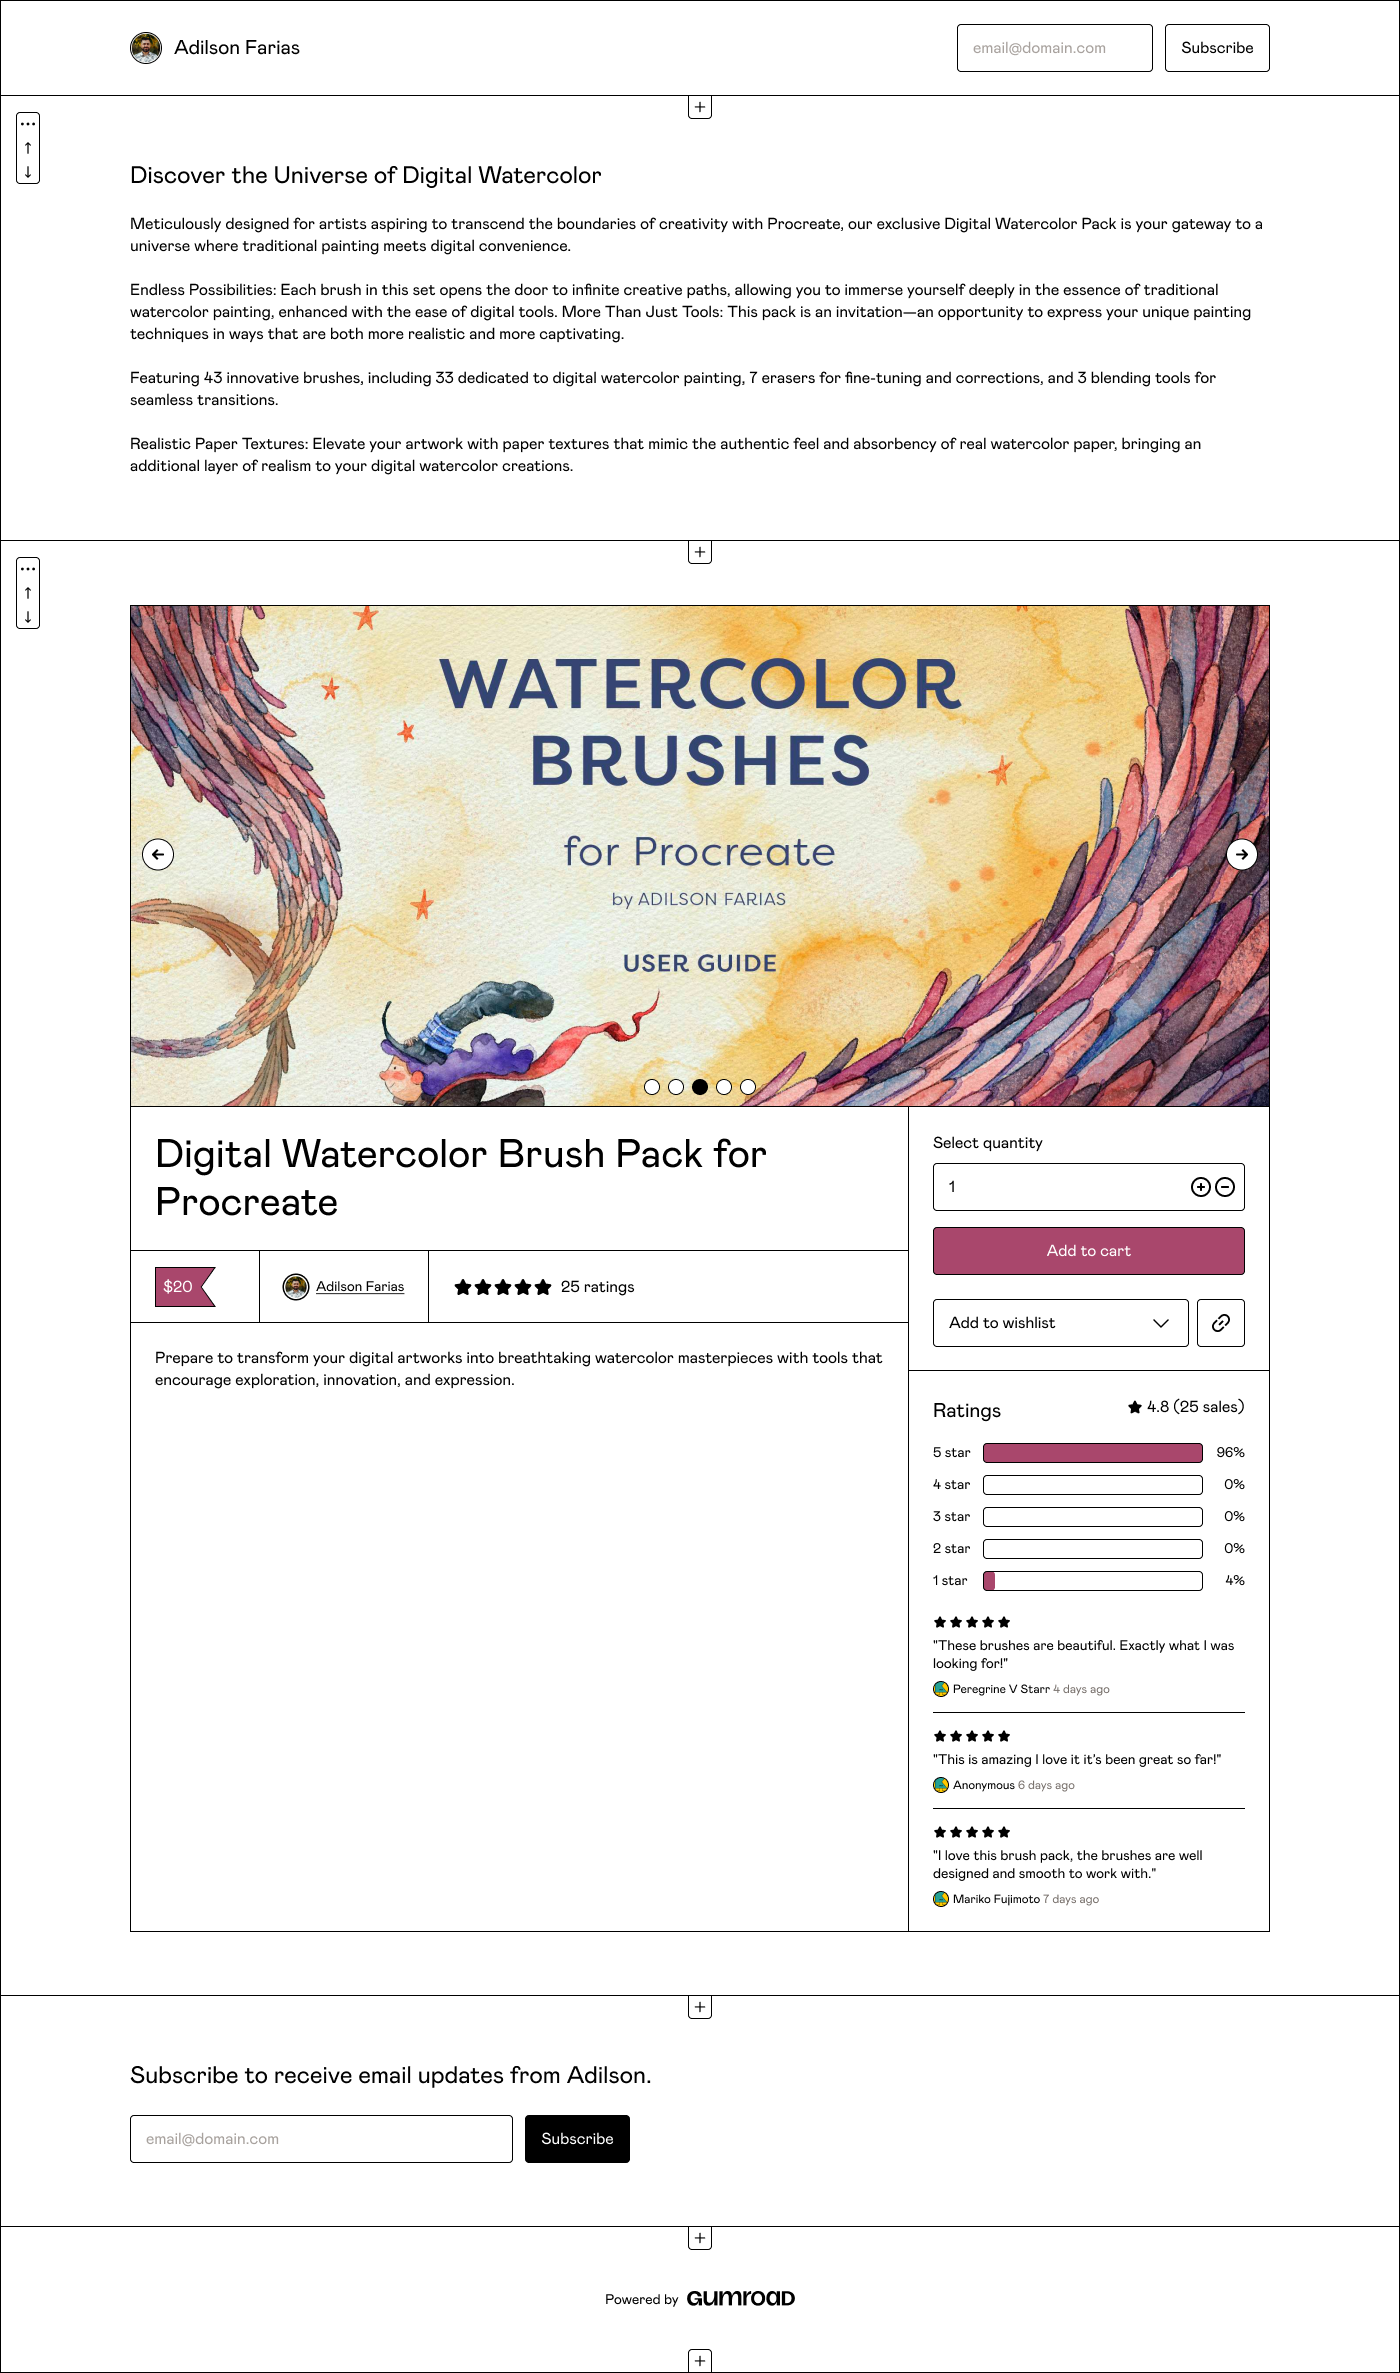 Adilson Farias
email@domain.com
Subscribe
Discover the Universe of Digital Watercolor
Meticulously designed for artists aspiring to transcend the boundaries of creativity with Procreate, our exclusive Digital Watercolor Pack is your gateway to a
universe where traditional painting meets digital convenience.
Endless Possibilities: Each brush in this set opens the door to infinite creative paths, allowing you to immerse yourself deeply in the essence of traditional
watercolor painting, enhanced with the ease of digital tools. More Than Just Tools: This pack is an invitation—an opportunity to express your unique painting
techniques in ways that are both more realistic and more captivating.
Featuring 43 innovative brushes, including 33 dedicated to digital watercolor painting, 7 erasers for fine-tuning and corrections, and 3 blending tools for
seamless transitions.
Realistic Paper Textures: Elevate your artwork with paper textures that mimic the authentic feel and absorbency of real watercolor paper, bringing an
additional layer of realism to your digital watercolor creations.
WATERCOLOR
BRUSHES
for Procreate
by ADILSON FARIAS
USER GUIDE
Digital Watercolor Brush Pack for
Procreate
$20
Adilson Farias
25 ratings
Prepare to transform your digital artworks into breathtaking watercolor masterpieces with tools that
encourage exploration, innovation, and expression.
Select quantity
1
Add to cart
Add to wishlist
Ratings
4.8 (25 sales)
5 star 96%
4 star 0%
3 star 0%
2 star 0%
1 star 4%
"These brushes are beautiful. Exactly what I was
looking for!"
Peregrine V Starr 4 days ago
"This is amazing I love it it's been great so far!"
Anonymous 6 days ago
"I love this brush pack, the brushes are well
designed and smooth to work with."
Mariko Fujimoto 7 days ago
Subscribe to receive email updates from Adilson.
email@domain.com
Subscribe
Powered by GUMROAD